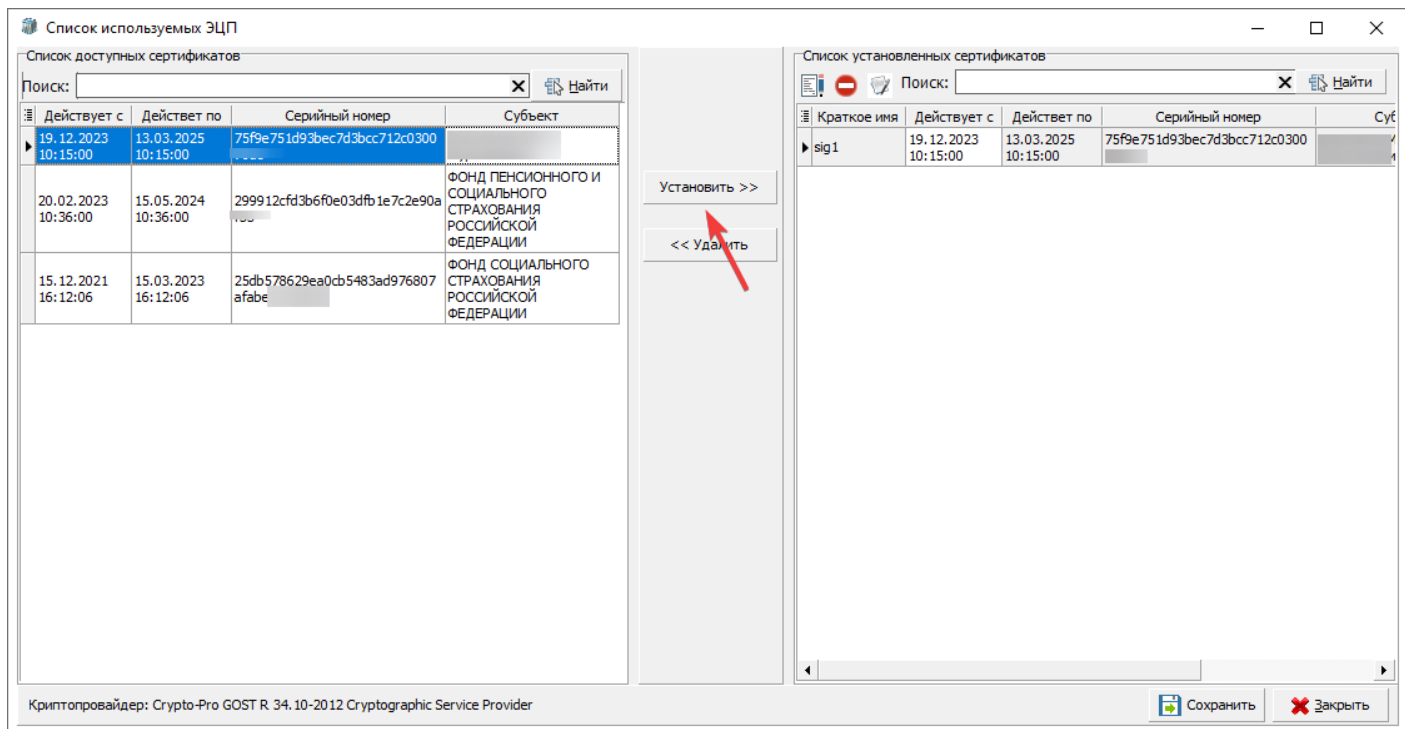 Список используемых ЭЦП
Список доступных сертификатов
Поиск:
Найти
Действует с
Действет по
Серийный номер
Субъект
19.12.2023
10:15:00
13.03.2025
10:15:00
75f9e751d93bec7d3bcc712c0300
20.02.2023
10:36:00
15.05.2024
10:36:00
299912cfd3b6f0e03dfb1e7c2e90a
ФОНД ПЕНСИОННОГО И
СОЦИАЛЬНОГО
СТРАХОВАНИЯ
РОССИЙСКОЙ
ФЕДЕРАЦИИ
15.12.2021
16:12:06
15.03.2023
16:12:06
25db578629ea0cb5483ad976807
afabe
ФОНД СОЦИАЛЬНОГО
СТРАХОВАНИЯ
РОССИЙСКОЙ
ФЕДЕРАЦИИ
Установить >>
<< Удалить
Список установленных сертификатов
Поиск:
Найти
Краткое имя
Действует с
Действет по
Серийный номер
Суб
sig1
19.12.2023
10:15:00
13.03.2025
10:15:00
75f9e751d93bec7d3bcc712c0300
Криптопровайдер: Crypto-Pro GOST R 34.10-2012 Cryptographic Service Provider
Сохранить
Закрыть